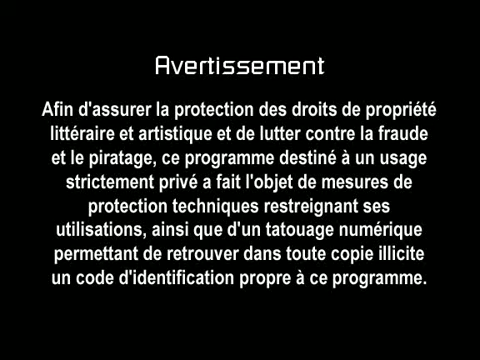 Avertissement
Afin d'assurer la protection des droits de propriété
littéraire et artistique et de lutter contre la fraude
et le piratage, ce programme destiné à un usage
strictement privé a fait l'objet de mesures de
protection techniques restreignant ses
utilisations, ainsi que d'un tatouage numérique
permettant de retrouver dans toute copie illicite
un code d'identification propre à ce programme.